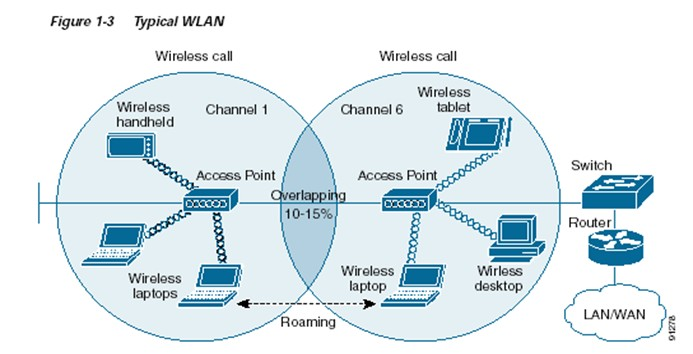 Figure 1-3 Typical WLAN
Wireless call
Wireless call
Wireless
handheld
Channel 1
Channel 6
Wireless
tablet
Access Point
Access Point
Overlapping
10-15%
Switch
Router
Wireless
laptops
Wireless
laptop
Wirless
desktop
Roaming
LAN/WAN
91278